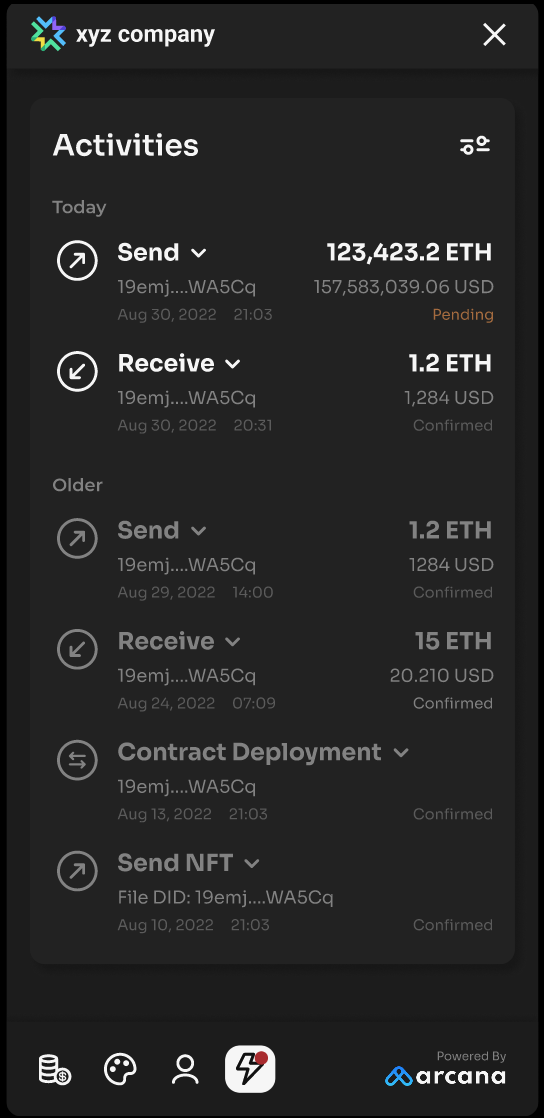 xyz company
Activities
Today
Send 123,423.2 ETH
19emj....WA5Cq 157,583,039.06 USD
Aug 30, 2022 21:03 Pending
Receive 1.2 ETH
19emj....WA5Cq 1,284 USD
Aug 30, 2022 20:31 Confirmed
Older
Send 1.2 ETH
19emj....WA5Cq 1284 USD
Aug 29, 2022 14:00 Confirmed
Receive 15 ETH
19emj....WA5Cq 20.210 USD
Aug 24, 2022 07:09 Confirmed
Contract Deployment
19emj....WA5Cq
Aug 13, 2022 21:03 Confirmed
Send NFT
File DID: 19emj....WA5Cq
Aug 10, 2022 21:03 Confirmed
Powered By
arcana